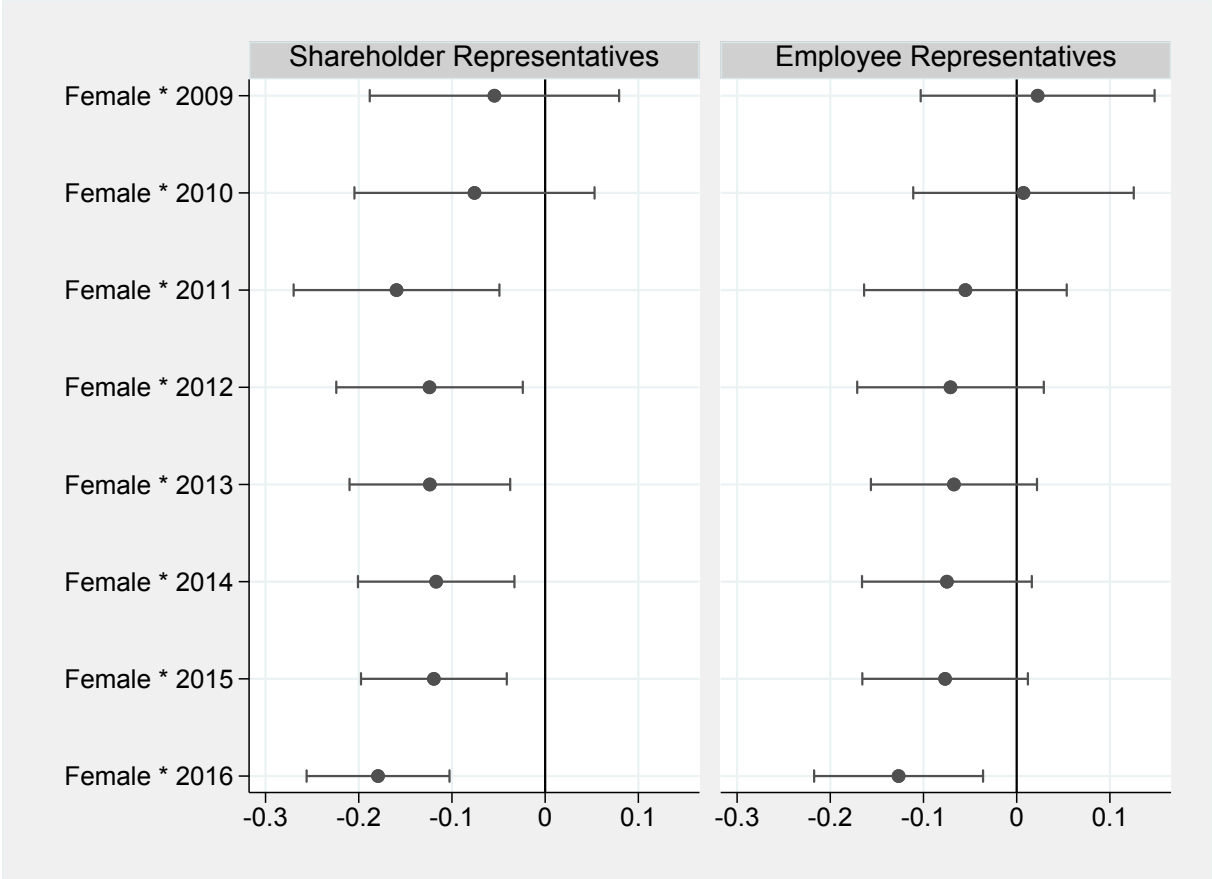 Shareholder Representatives
Employee Representatives
Female * 2009
Female * 2010
Female * 2011
Female * 2012
Female * 2013
Female * 2014
Female * 2015
Female * 2016
-0.3 -0.2 -0.1 0 0.1
-0.3 -0.2 -0.1 0 0.1